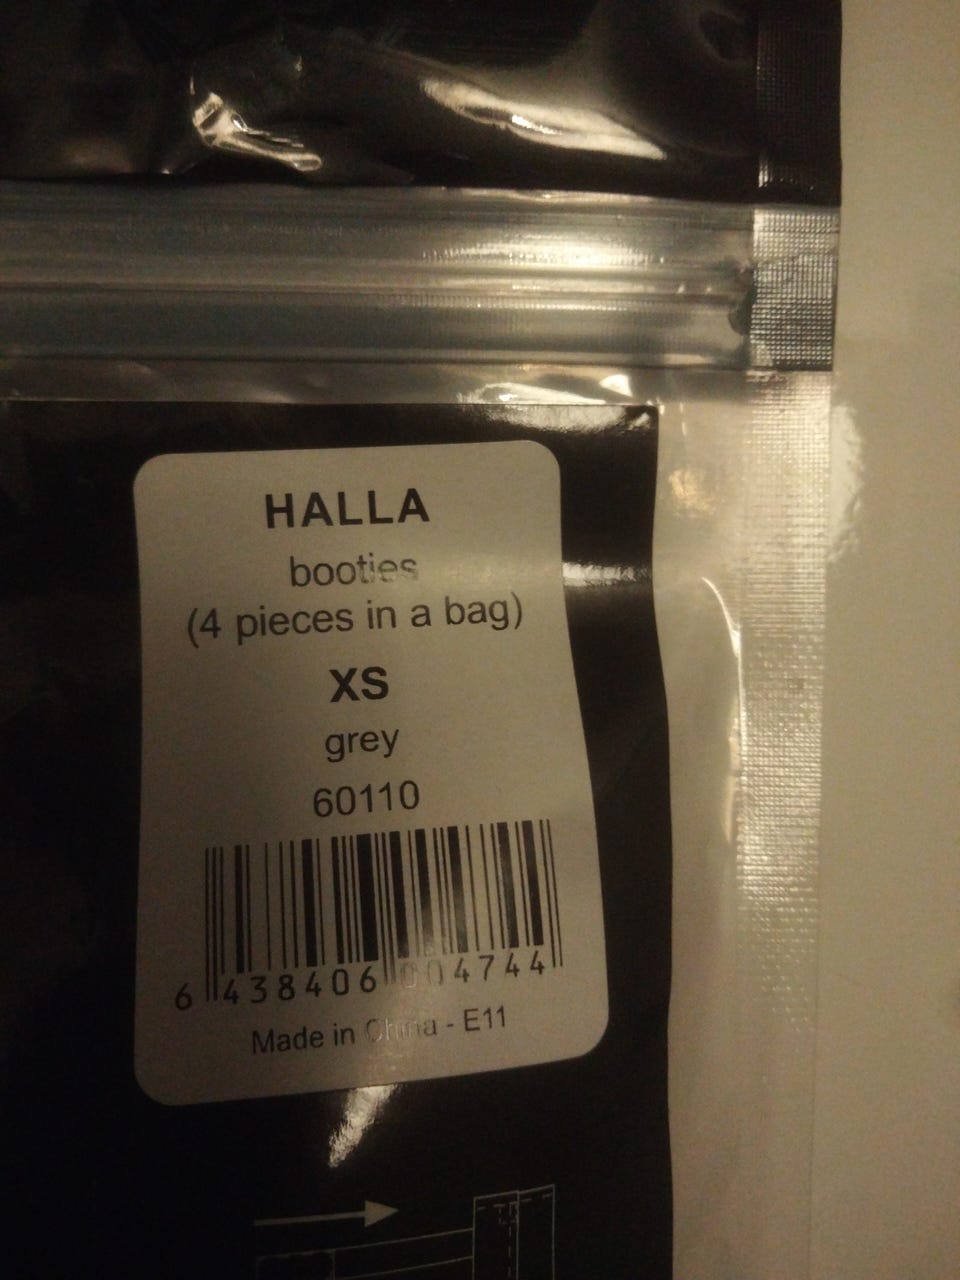 HALLA
booties
(4 pieces in a bag)
XS
grey
60110
6 438406 004744
Made in China - E11